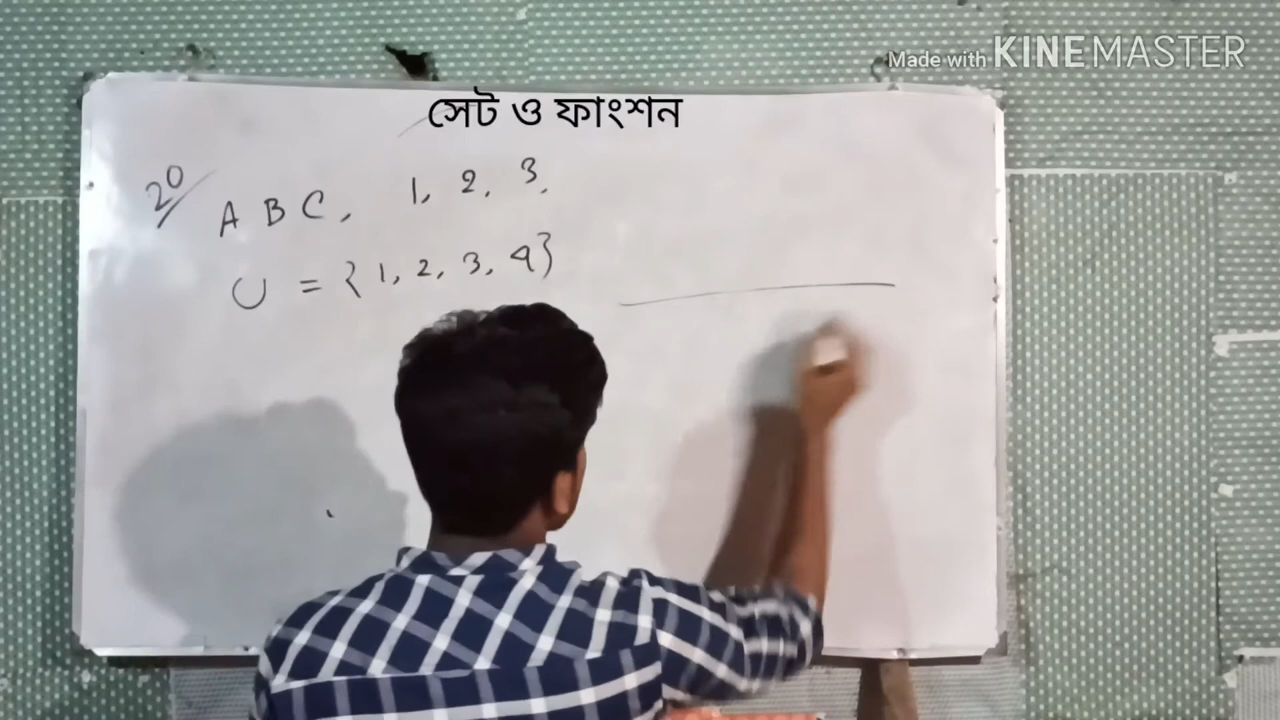 Made with KINEMASTER
সেট ও ফাংশন
20/ A B C, 1, 2, 3,
U = {1, 2, 3, 4}